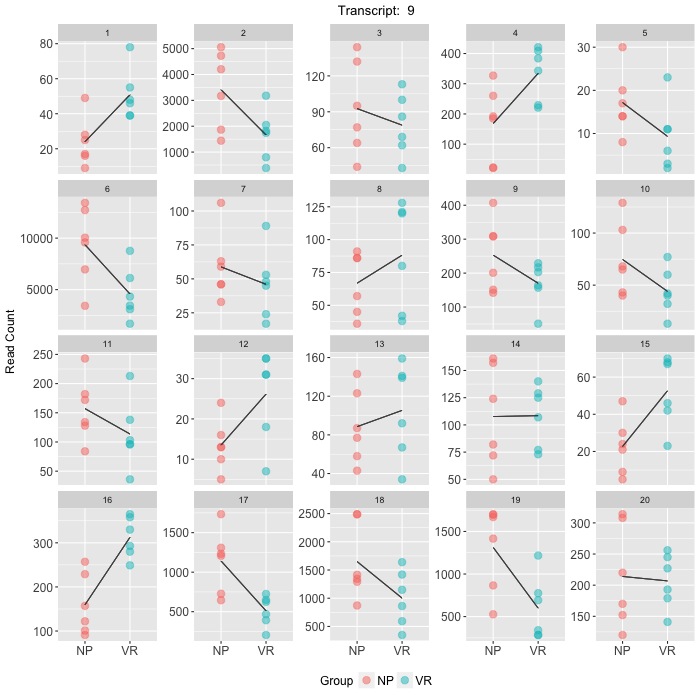 Transcript: 9
1 2 3 4 5
80 60 40 20
5000 4000 3000 2000 1000
120 90 60
400 300 200 100
30 20 10
6 7 8 9 10
10000 5000
100 75 50 25
125 100 75 50
400 300 200 100
100 50
Read Count
11 12 13 14 15
250 200 150 100 50
30 20 10
160 120 80 40
150 125 100 75 50
60 40 20
16 17 18 19 20
300 200 100
1500 1000 500
2500 2000 1500 1000 500
1500 1000 500
300 250 200 150
NP VR NP VR NP VR NP VR NP VR
Group NP VR